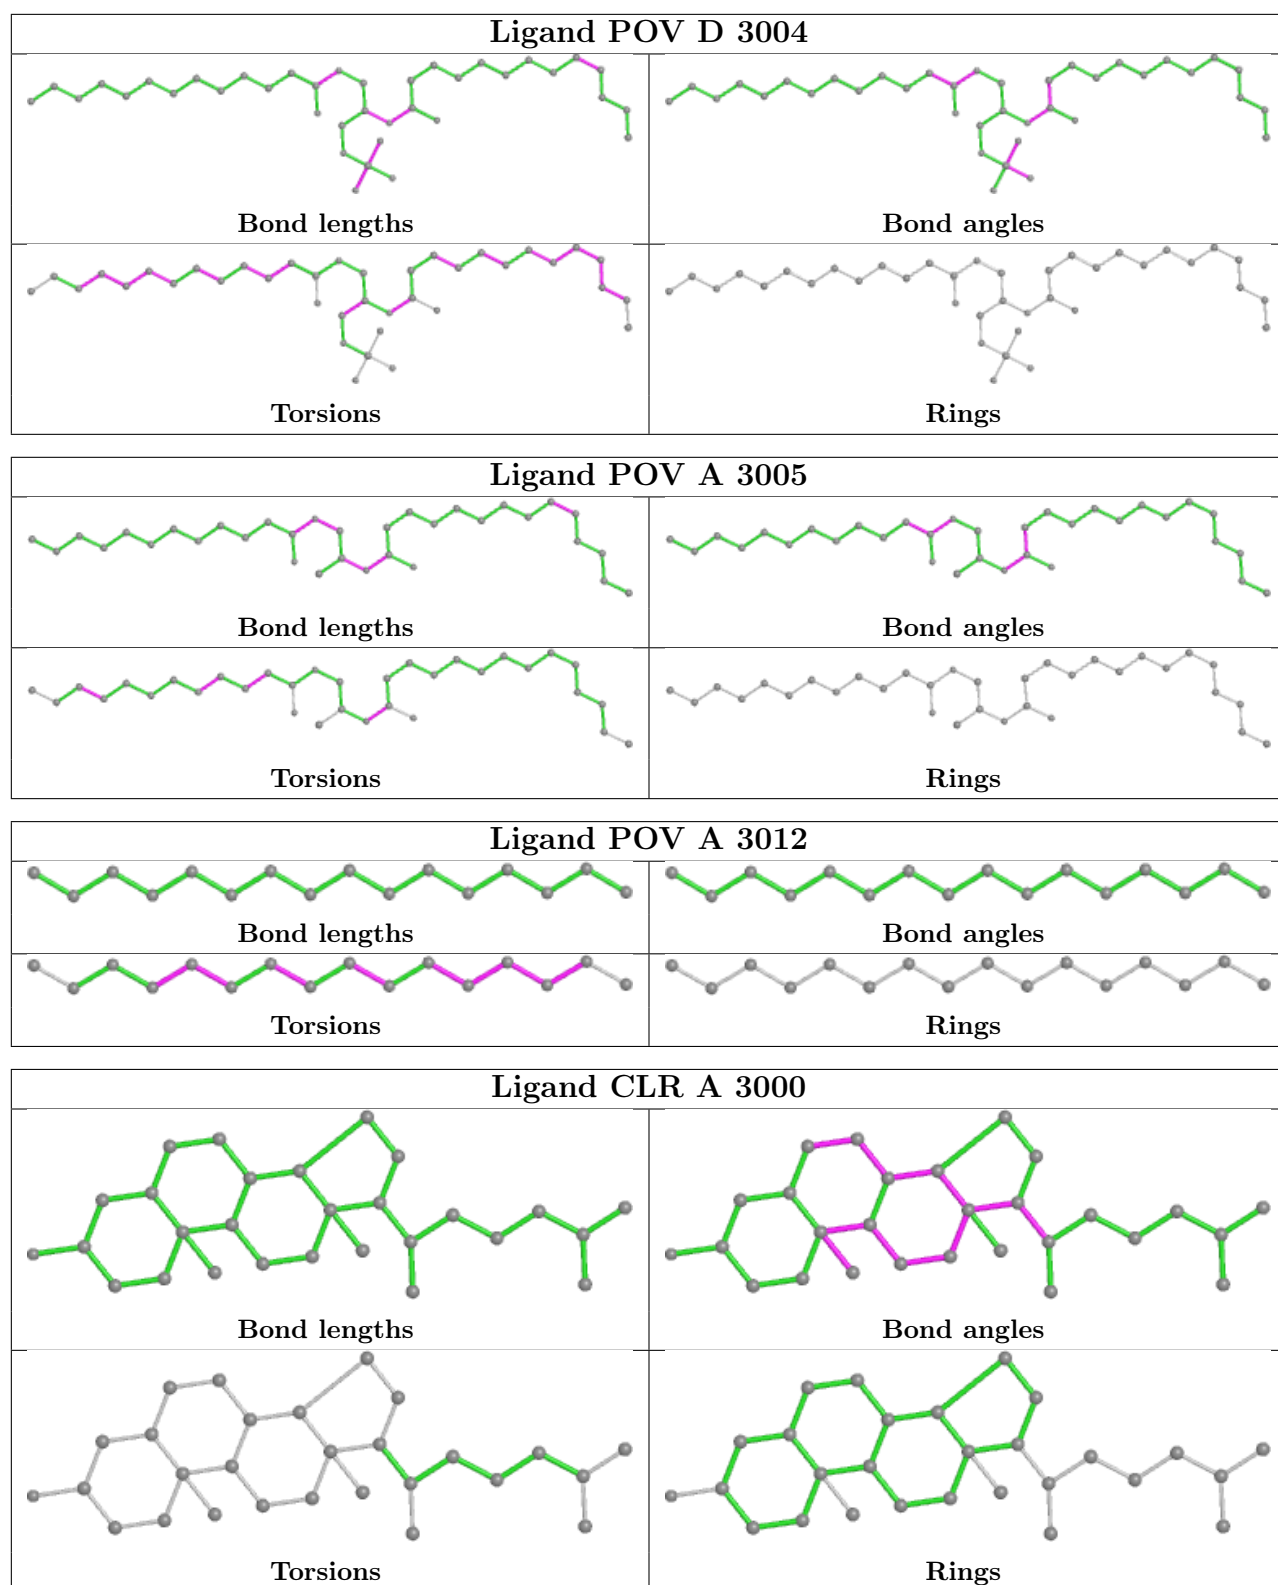 Ligand POV D 3004
Bond lengths
Bond angles
Torsions
Rings
Ligand POV A 3005
Bond lengths
Bond angles
Torsions
Rings
Ligand POV A 3012
Bond lengths
Bond angles
Torsions
Rings
Ligand CLR A 3000
Bond lengths
Bond angles
Torsions
Rings